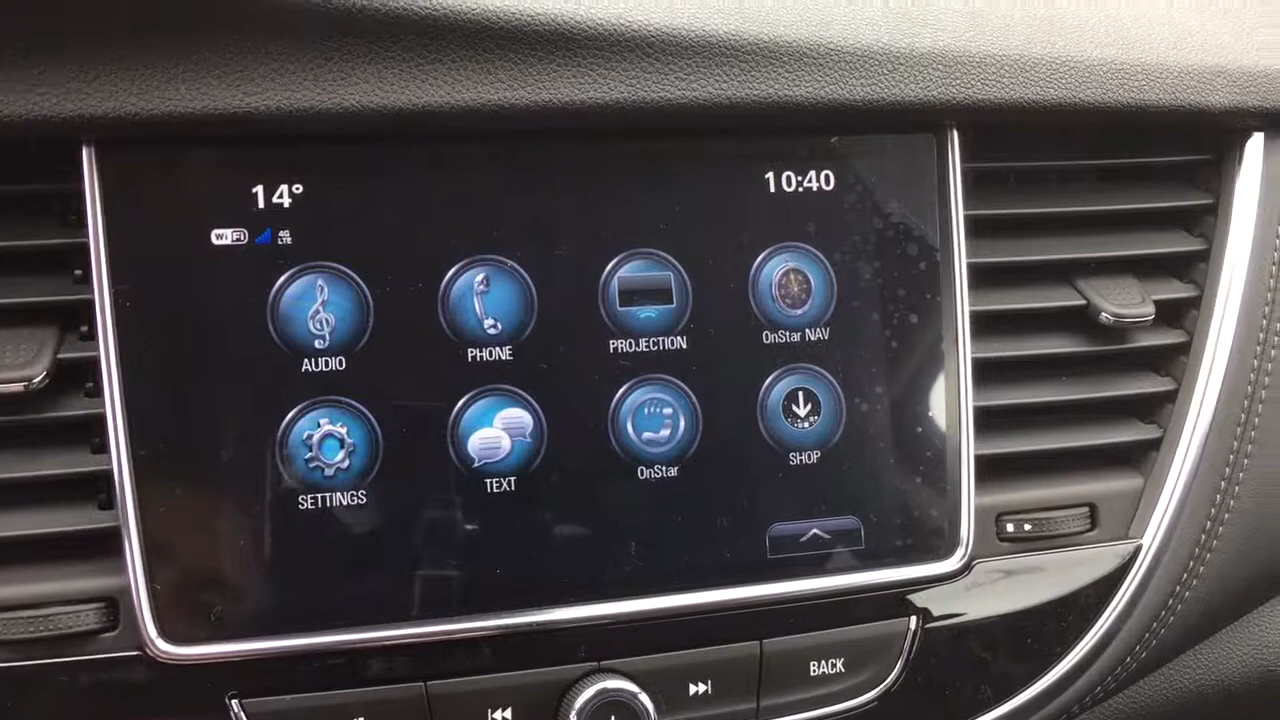 14°
10:40
WiFi
4G
LTE
AUDIO
PHONE
PROJECTION
OnStar NAV
SETTINGS
TEXT
OnStar
SHOP
BACK